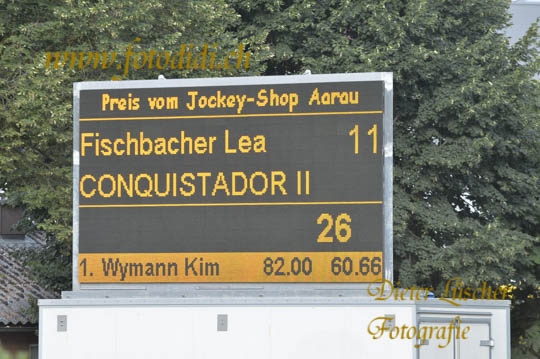 www.fotodidi.ch
Preis vom Jockey-Shop Aarau
Fischbacher Lea 11
CONQUISTADOR II
26
1. Wymann Kim 82.00 60.66
Dieter Lüscher
Fotografie